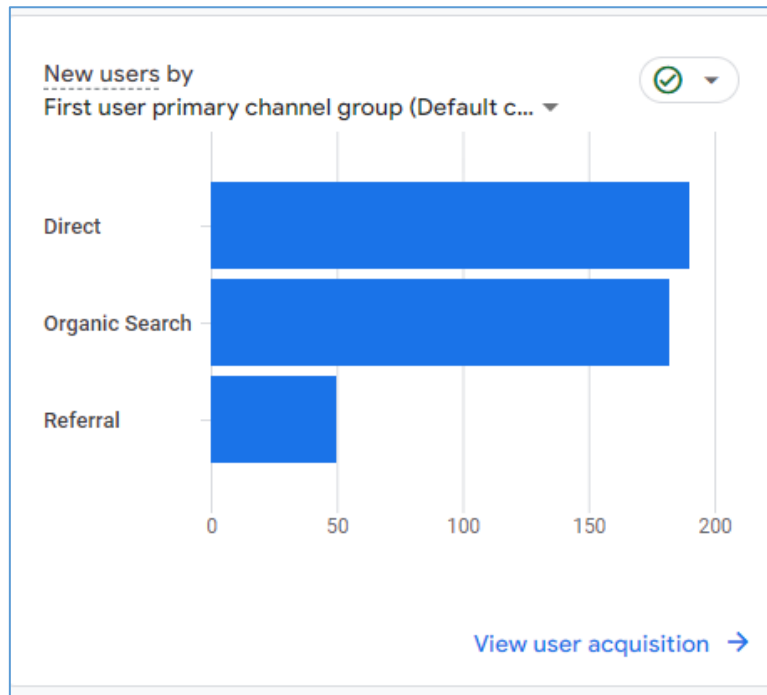 New users by
First user primary channel group (Default c...
Direct
Organic Search
Referral
0 50 100 150 200
View user acquisition